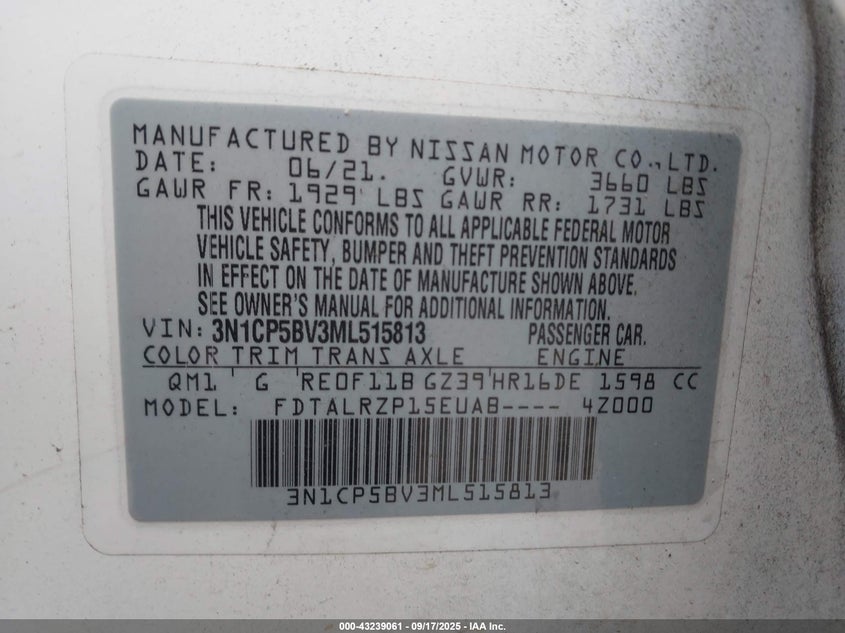 MANUFACTURED BY NISSAN MOTOR CO., LTD.
DATE: 06/21. GVWR: 3660 LBS
GAWR FR: 1929 LBS GAWR RR: 1731 LBS
THIS VEHICLE CONFORMS TO ALL APPLICABLE FEDERAL MOTOR
VEHICLE SAFETY, BUMPER AND THEFT PREVENTION STANDARDS
IN EFFECT ON THE DATE OF MANUFACTURE SHOWN ABOVE.
SEE OWNER'S MANUAL FOR ADDITIONAL INFORMATION.
VIN: 3N1CP5BV3ML515813 PASSENGER CAR.
COLOR TRIM TRANS AXLE ENGINE
QM1 G RE0F11B GZ39 HR16DE 1598 CC
MODEL: FDTALRZP15EUAB---- 4Z000
3N1CP5BV3ML515813
000-43239061 - 09/17/2025 - IAA Inc.